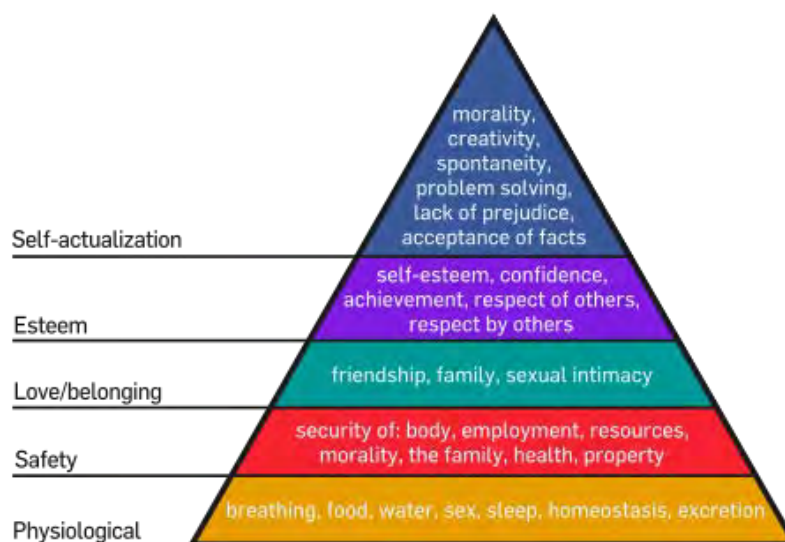 morality,
creativity,
spontaneity,
problem solving,
lack of prejudice,
acceptance of facts
Self-actualization
self-esteem, confidence,
achievement, respect of others,
respect by others
Esteem
friendship, family, sexual intimacy
Love/belonging
security of: body, employment, resources,
morality, the family, health, property
Safety
breathing, food, water, sex, sleep, homeostasis, excretion
Physiological